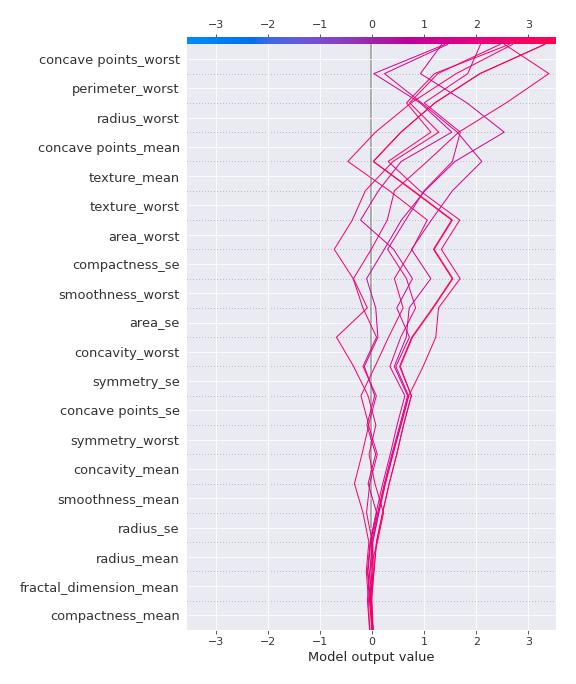 −3 −2 −1 0 1 2 3
concave points_worst
perimeter_worst
radius_worst
concave points_mean
texture_mean
texture_worst
area_worst
compactness_se
smoothness_worst
area_se
concavity_worst
symmetry_se
concave points_se
symmetry_worst
concavity_mean
smoothness_mean
radius_se
radius_mean
fractal_dimension_mean
compactness_mean
−3 −2 −1 0 1 2 3
Model output value